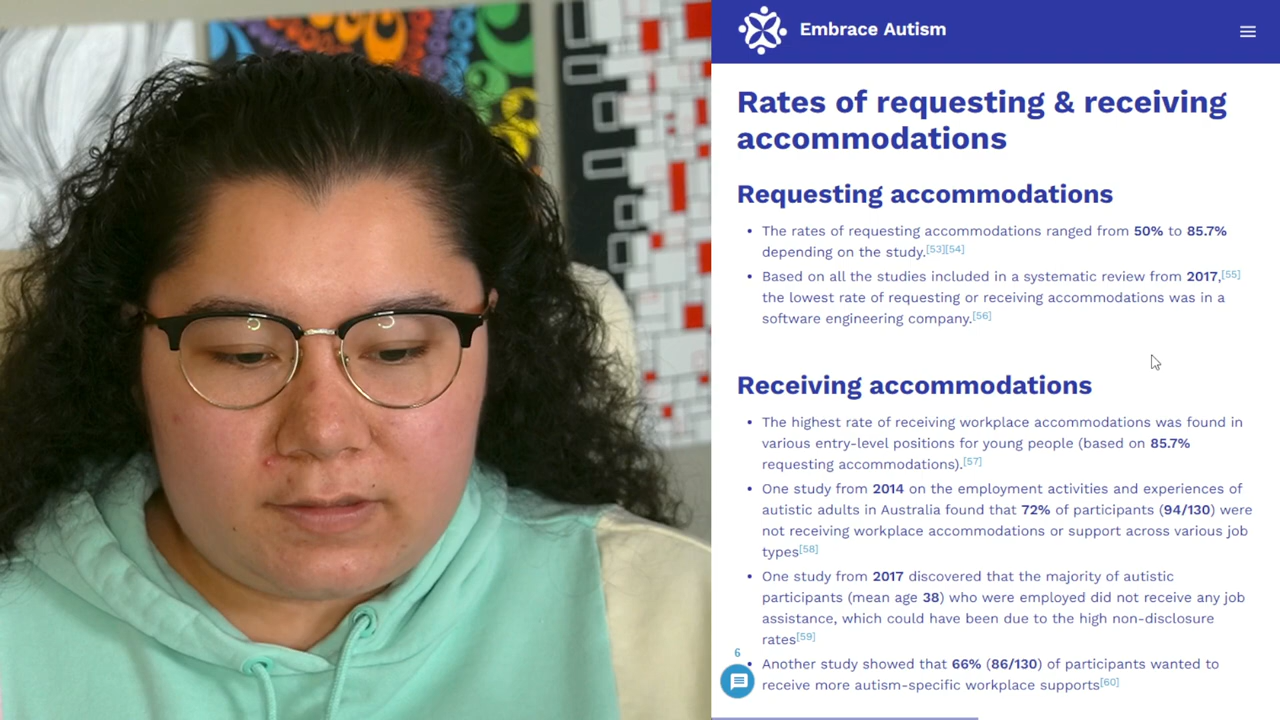 Embrace Autism
Rates of requesting & receiving
accommodations
Requesting accommodations
• The rates of requesting accommodations ranged from 50% to 85.7%
depending on the study.[53][54]
• Based on all the studies included in a systematic review from 2017,[55]
the lowest rate of requesting or receiving accommodations was in a
software engineering company.[56]
Receiving accommodations
• The highest rate of receiving workplace accommodations was found in
various entry-level positions for young people (based on 85.7%
requesting accommodations).[57]
• One study from 2014 on the employment activities and experiences of
autistic adults in Australia found that 72% of participants (94/130) were
not receiving workplace accommodations or support across various job
types[58]
• One study from 2017 discovered that the majority of autistic
participants (mean age 38) who were employed did not receive any job
assistance, which could have been due to the high non-disclosure
rates[59]
6
• Another study showed that 66% (86/130) of participants wanted to
receive more autism-specific workplace supports[60]